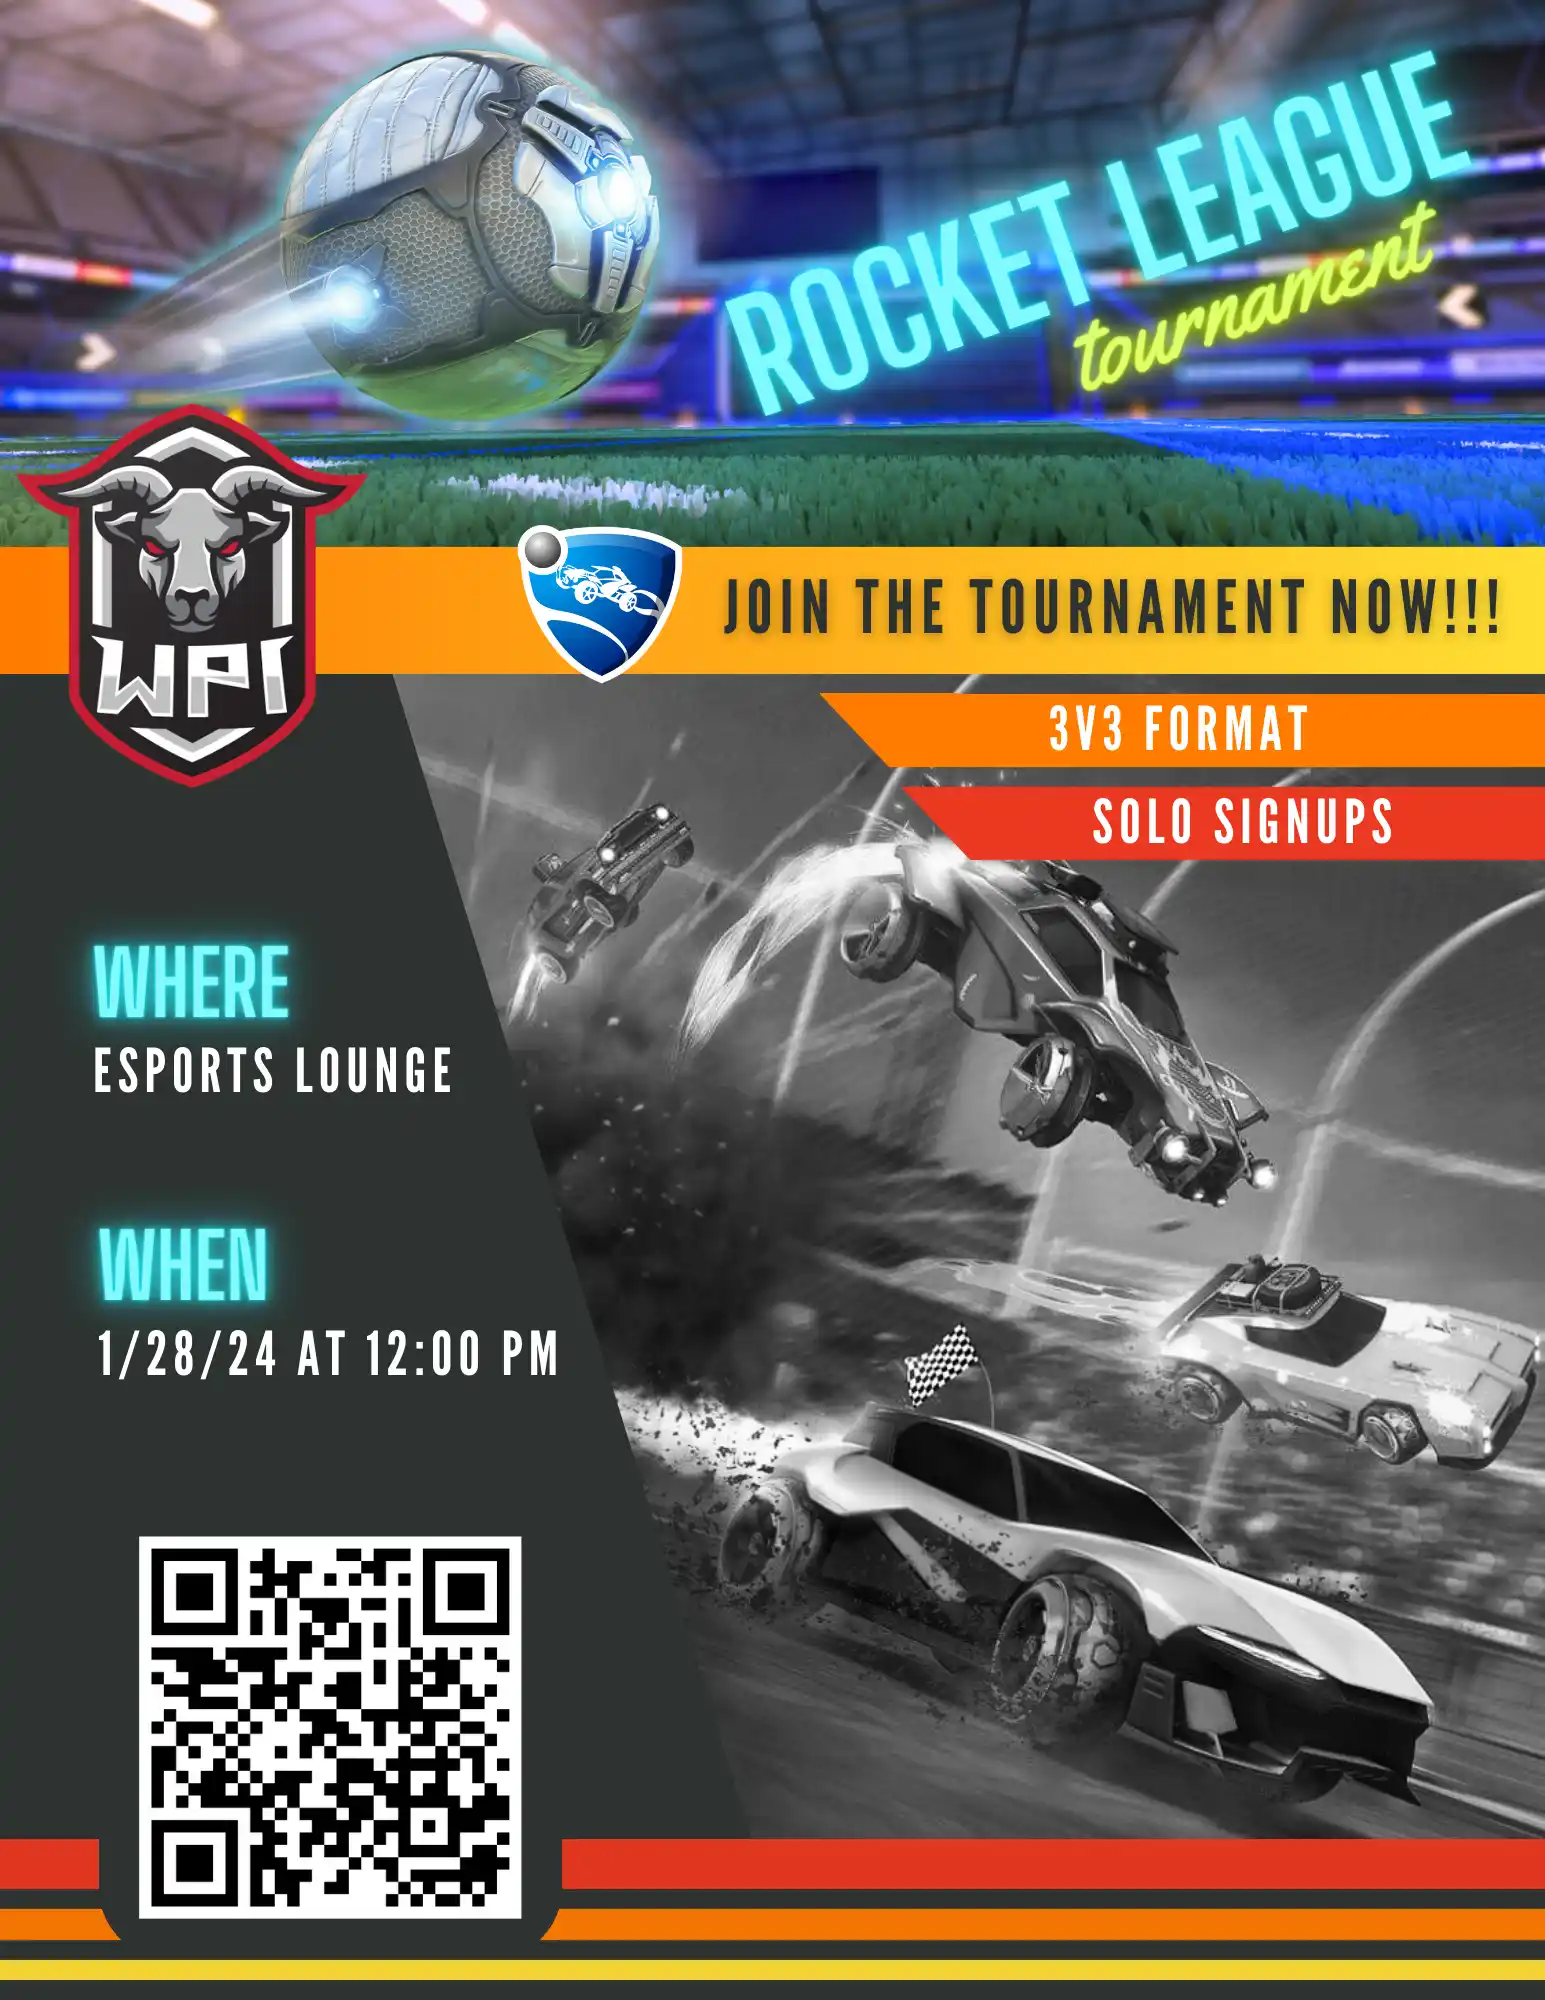 ROCKET LEAGUE
tournament
WPI
JOIN THE TOURNAMENT NOW!!!
3V3 FORMAT
SOLO SIGNUPS
WHERE
ESPORTS LOUNGE
WHEN
1/28/24 AT 12:00 PM